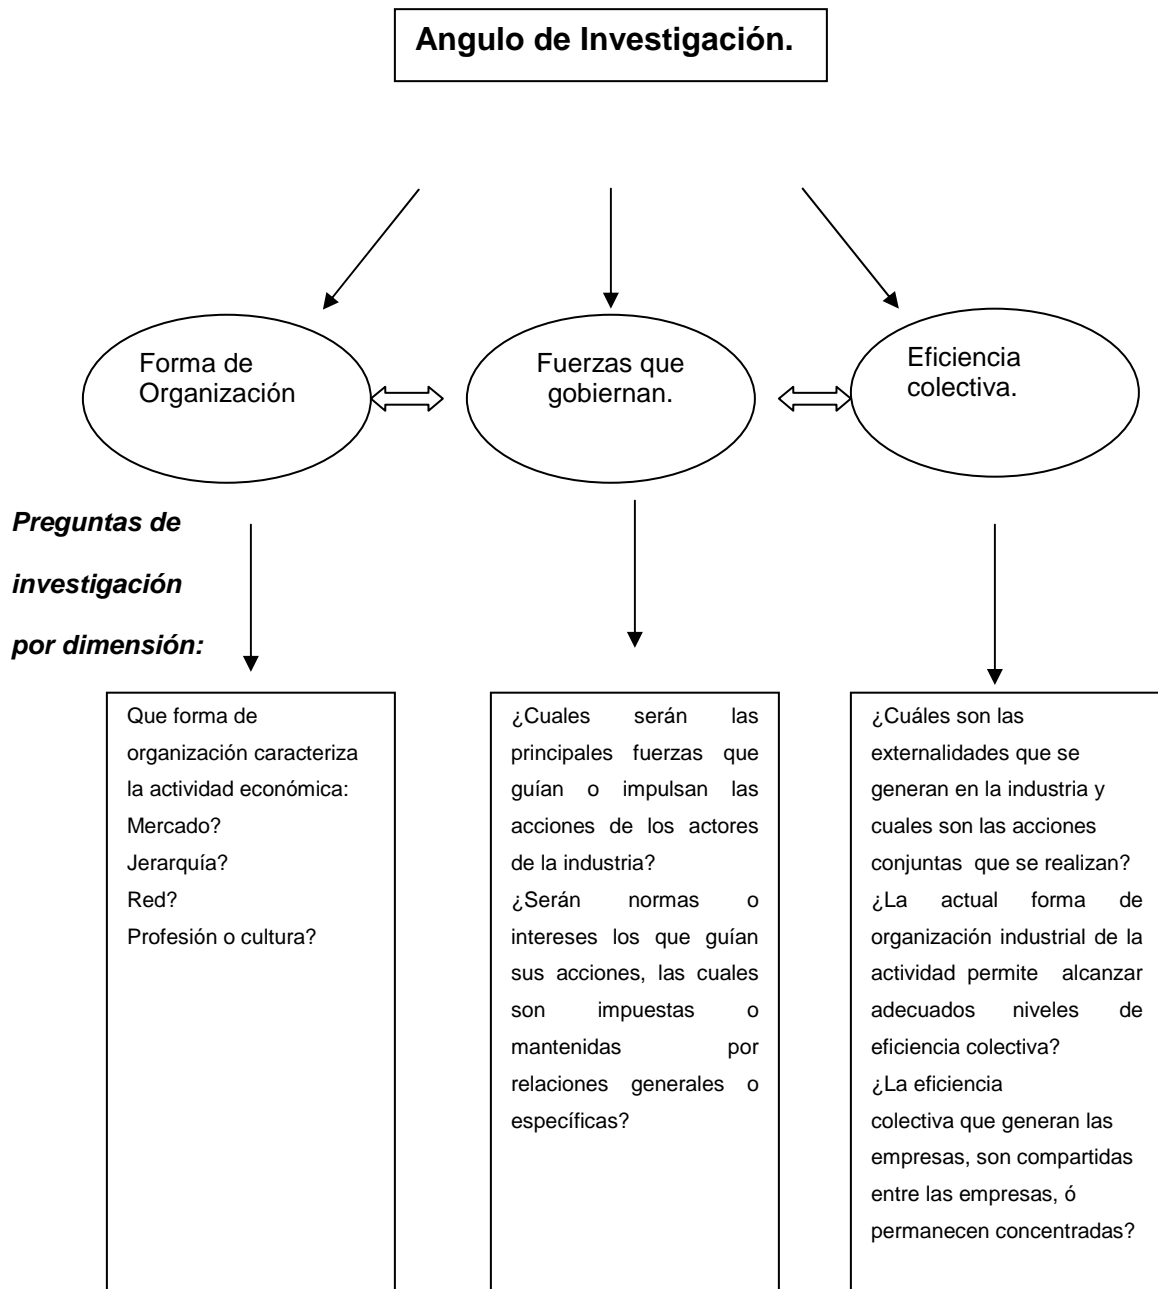 Angulo de Investigación.
Forma de
Organización
Fuerzas que
gobiernan.
Eficiencia
colectiva.
Preguntas de
investigación
por dimensión:
Que forma de
organización caracteriza
la actividad económica:
Mercado?
Jerarquía?
Red?
Profesión o cultura?
¿Cuales serán las
principales fuerzas que
guían o impulsan las
acciones de los actores
de la industria?
¿Serán normas o
intereses los que guían
sus acciones, las cuales
son impuestas o
mantenidas por
relaciones generales o
específicas?
¿Cuáles son las
externalidades que se
generan en la industria y
cuales son las acciones
conjuntas que se realizan?
¿La actual forma de
organización industrial de la
actividad permite alcanzar
adecuados niveles de
eficiencia colectiva?
¿La eficiencia
colectiva que generan las
empresas, son compartidas
entre las empresas, ó
permanecen concentradas?